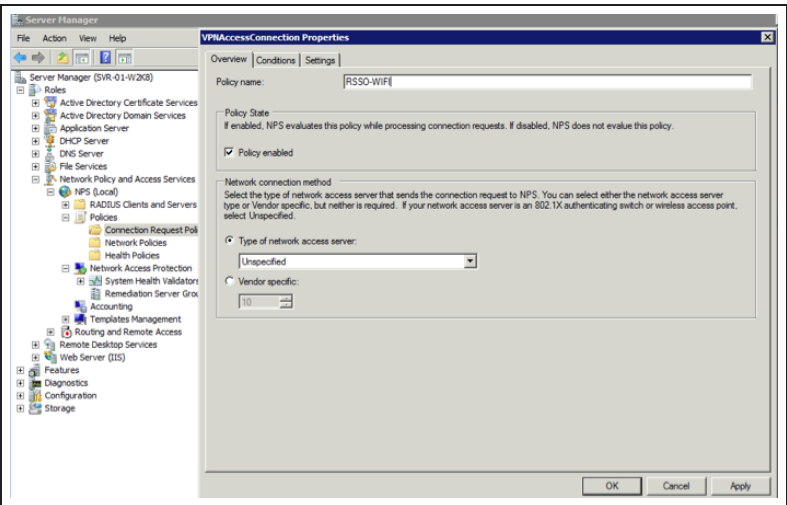 Server Manager
File Action View Help
Server Manager (SVR-01-W2K8)
Roles
Active Directory Certificate Services
Active Directory Domain Services
Application Server
DHCP Server
DNS Server
File Services
Network Policy and Access Services
NPS (Local)
RADIUS Clients and Servers
Policies
Connection Request Poli
Network Policies
Health Policies
Network Access Protection
System Health Validators
Remediation Server Grou
Accounting
Templates Management
Routing and Remote Access
Remote Desktop Services
Web Server (IIS)
Features
Diagnostics
Configuration
Storage
VPNAccessConnection Properties
Overview Conditions Settings
Policy name: RSSO-WIFI
Policy State
If enabled, NPS evaluates this policy while processing connection requests. If disabled, NPS does not evaluate this policy.
Policy enabled
Network connection method
Select the type of network access server that sends the connection request to NPS. You can select either the network access server
type or Vendor specific, but neither is required. If your network access server is an 802.1X authenticating switch or wireless access point,
select Unspecified.
Type of network access server:
Unspecified
Vendor specific:
10
OK Cancel Apply